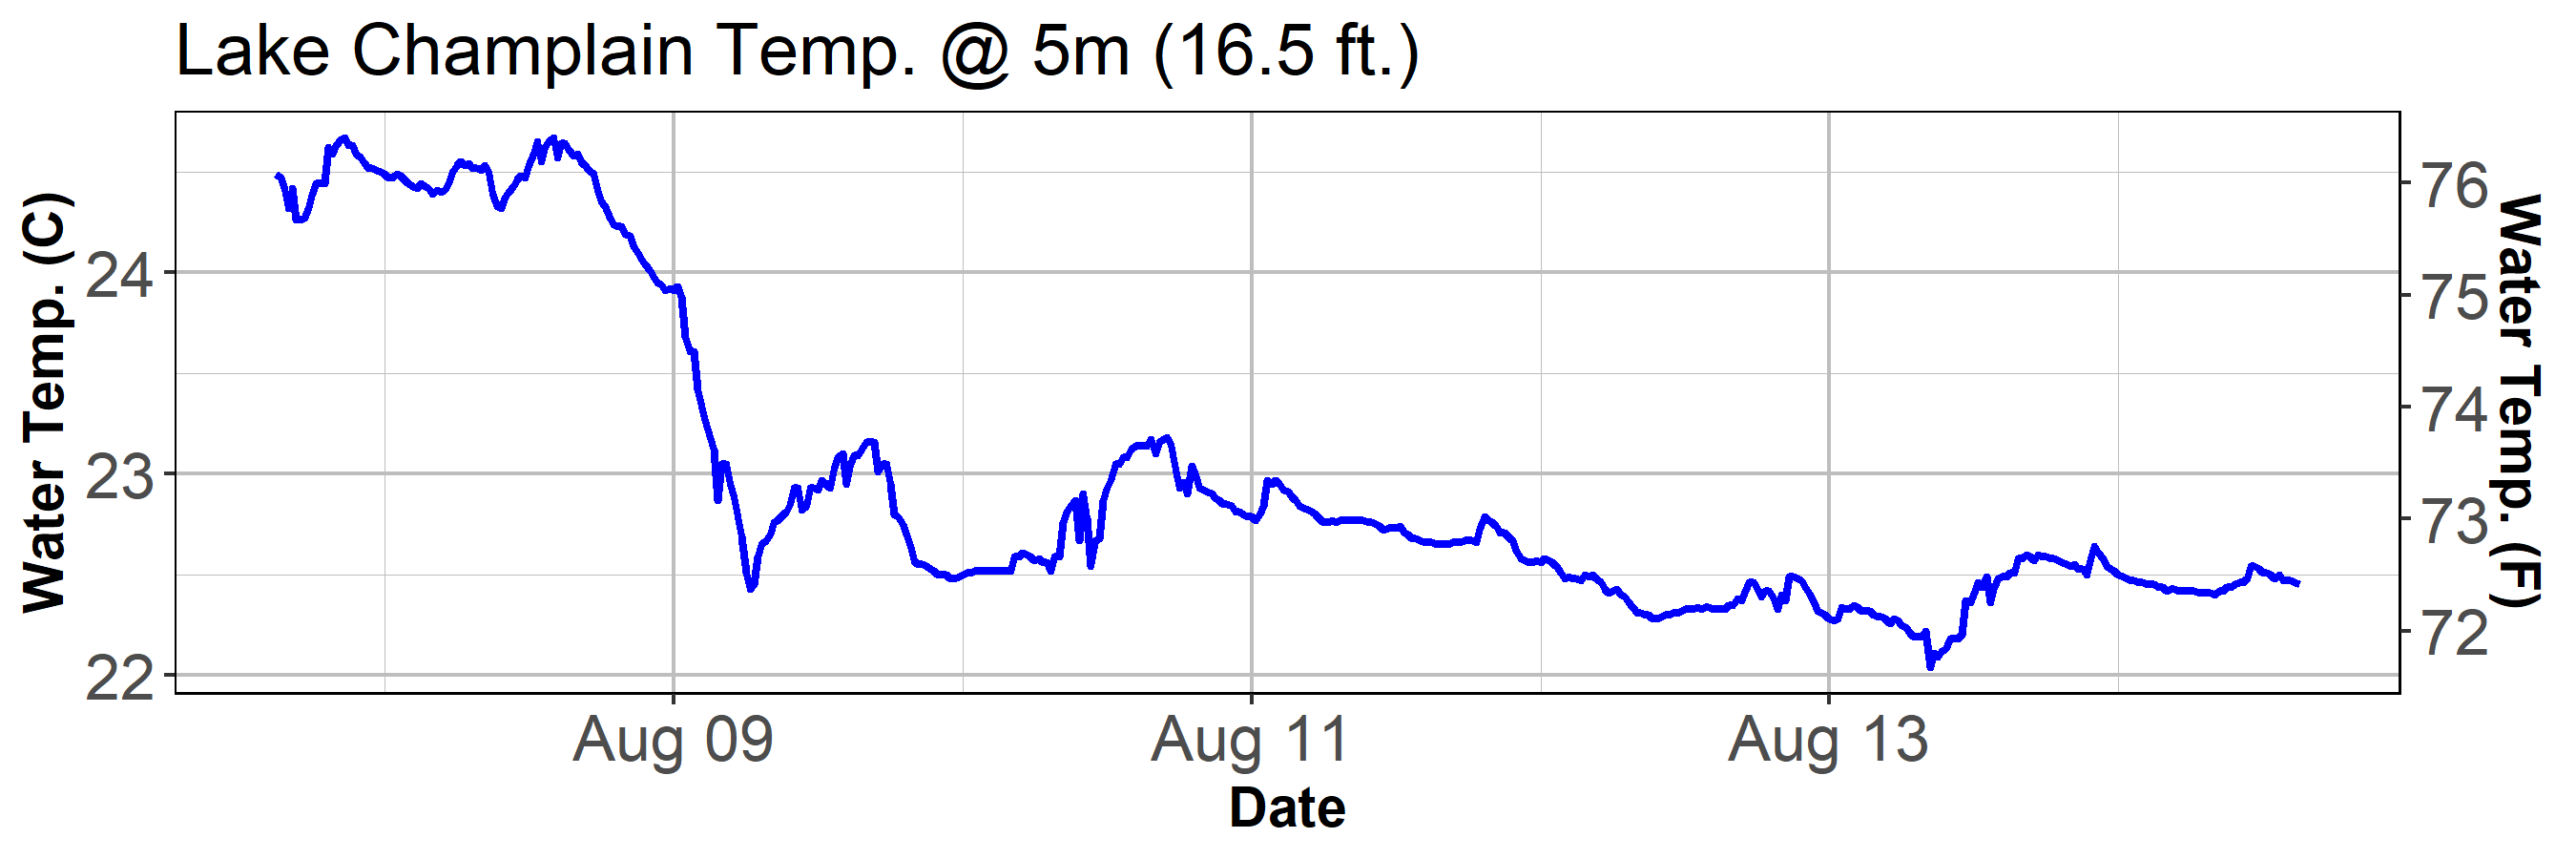 Lake Champlain Temp. @ 5m (16.5 ft.)
Water Temp. (C)
24
23
22
76
75
74
73
72
Water Temp. (F)
Aug 09
Aug 11
Aug 13
Date